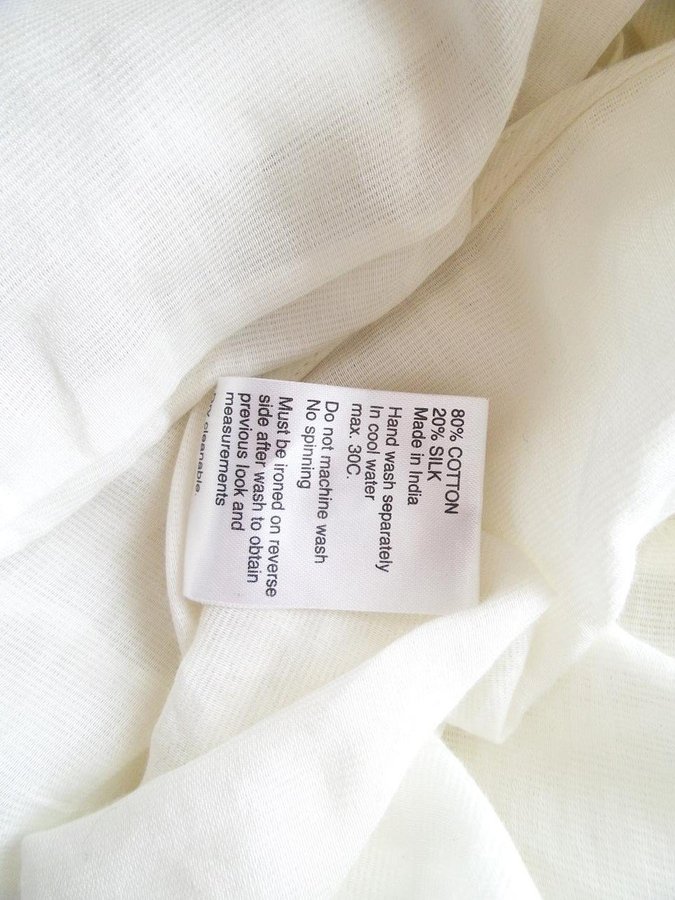 80% COTTON
20% SILK
Made in India
Hand wash separately
In cool water
max. 30C.
Do not machine wash
No spinning
Must be ironed on reverse
side after wash to obtain
previous look and
measurements
cleanable